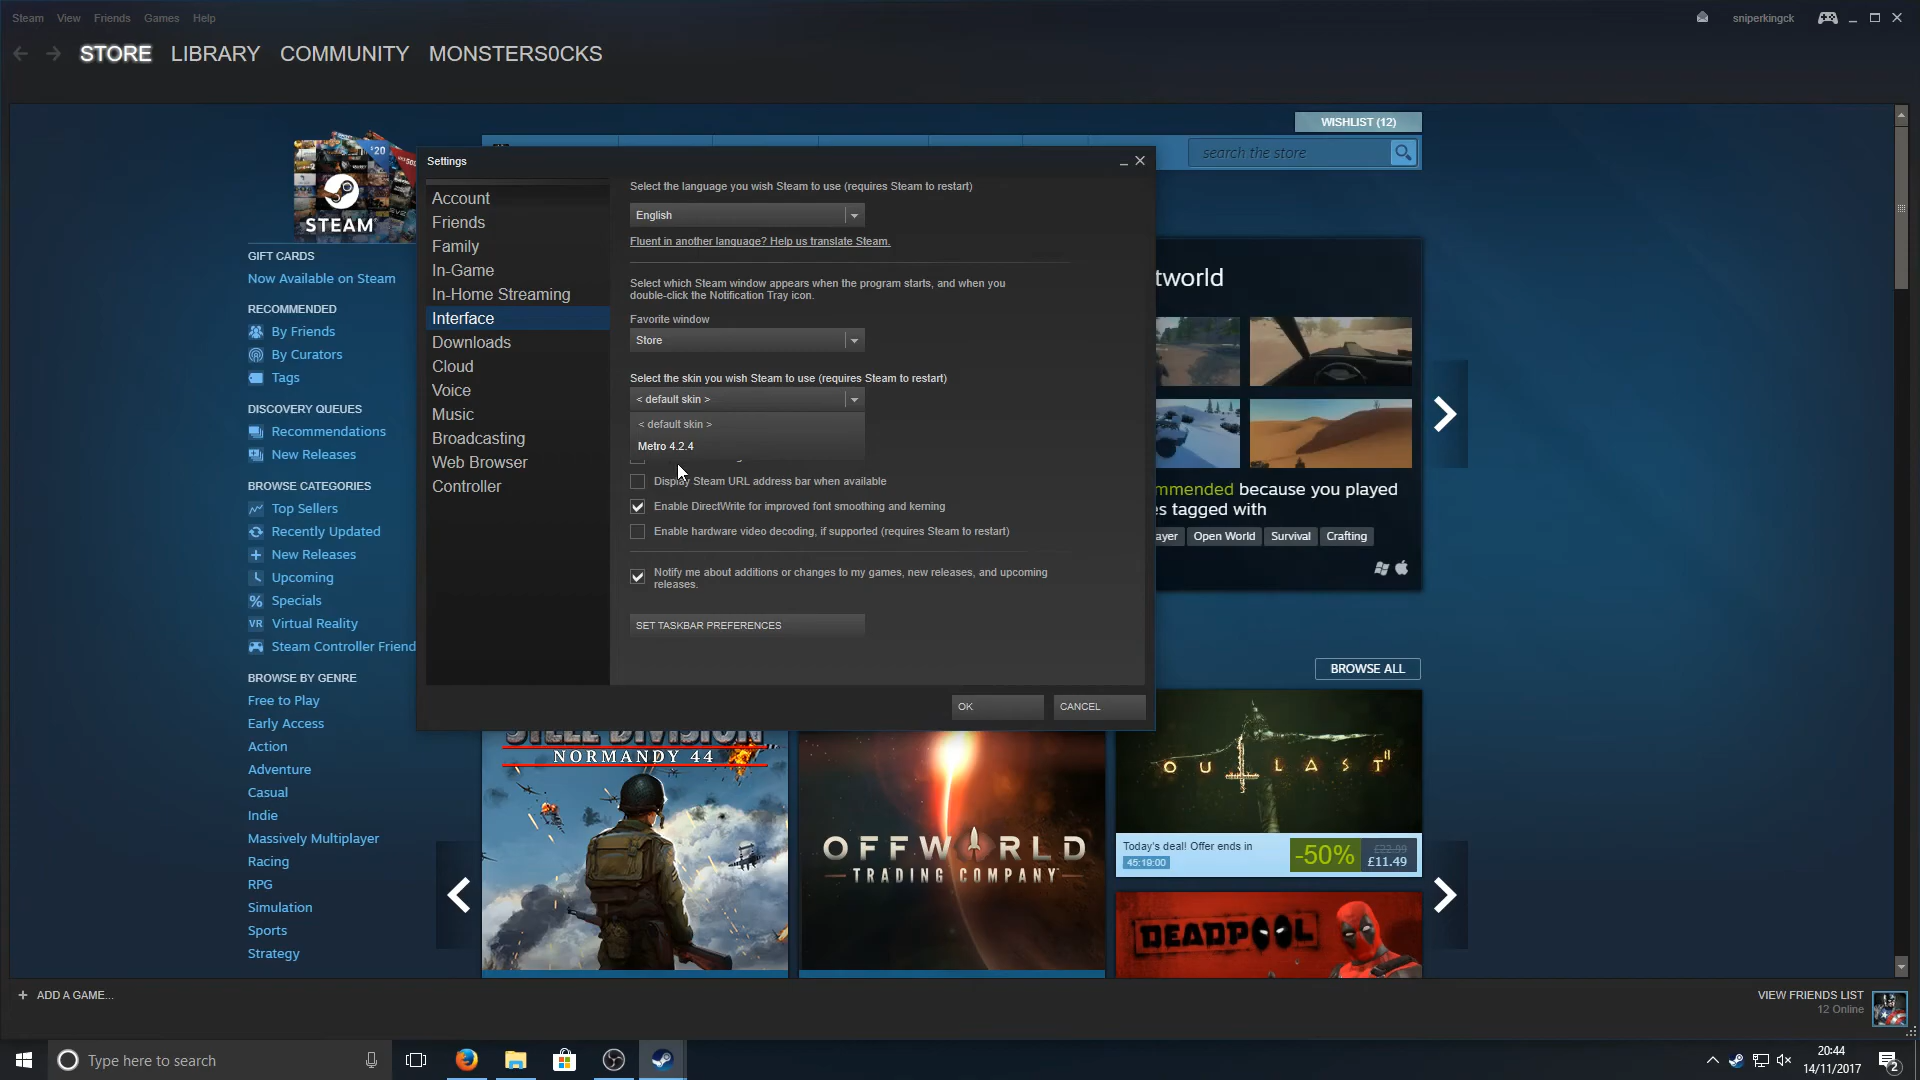 Steam View Friends Games Help
sniperkingck
STORE LIBRARY COMMUNITY MONSTERS0CKS
WISHLIST (12)
search the store
$20
STEAM
GIFT CARDS
Now Available on Steam
RECOMMENDED
By Friends
By Curators
Tags
DISCOVERY QUEUES
Recommendations
New Releases
BROWSE CATEGORIES
Top Sellers
Recently Updated
New Releases
Upcoming
Specials
VR Virtual Reality
Steam Controller Friend
BROWSE BY GENRE
Free to Play
Early Access
Action
Adventure
Casual
Indie
Massively Multiplayer
Racing
RPG
Simulation
Sports
Strategy
Settings
Account
Friends
Family
In-Game
In-Home Streaming
Interface
Downloads
Cloud
Voice
Music
Broadcasting
Web Browser
Controller
Select the language you wish Steam to use (requires Steam to restart)
English
Fluent in another language? Help us translate Steam.
Select which Steam window appears when the program starts, and when you
double-click the Notification Tray icon.
Favorite window
Store
Select the skin you wish Steam to use (requires Steam to restart)
< default skin >
< default skin >
Metro 4.2.4
Display Steam URL address bar when available
Enable DirectWrite for improved font smoothing and kerning
Enable hardware video decoding, if supported (requires Steam to restart)
Notify me about additions or changes to my games, new releases, and upcoming
releases.
SET TASKBAR PREFERENCES
OK
CANCEL
tworld
mmended because you played
es tagged with
ayer Open World Survival Crafting
BROWSE ALL
STEEL DIVISION
NORMANDY 44
OFFWORLD
TRADING COMPANY
OUTLAST II
Today's deal! Offer ends in
45:19:00
-50%
£22.99
£11.49
DEADPOOL
+ ADD A GAME...
VIEW FRIENDS LIST
12 Online
Type here to search
20:44
14/11/2017
2